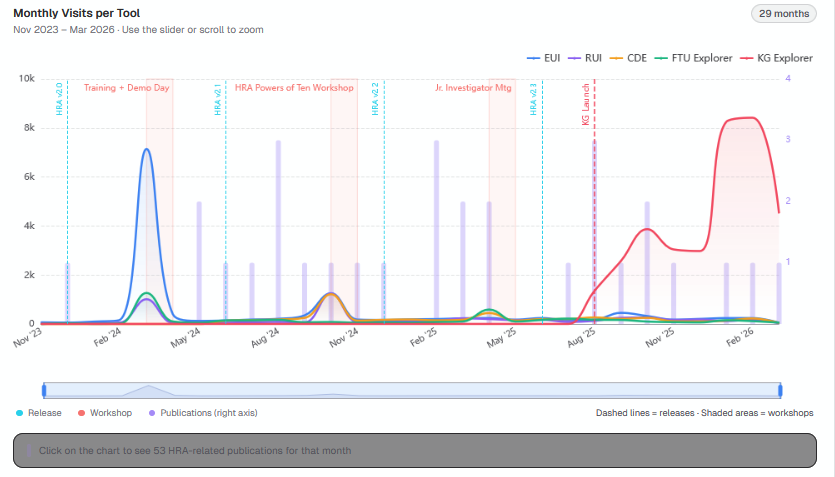 Monthly Visits per Tool
29 months
Nov 2023 – Mar 2026 · Use the slider or scroll to zoom
EUI RUI CDE FTU Explorer KG Explorer
10k
8k
6k
4k
2k
0
4
3
2
1
HRA v2.0
Training + Demo Day
HRA v2.1
HRA Powers of Ten Workshop
HRA v2.2
Jr. Investigator Mtg
HRA v2.3
KG Launch
Nov '23
Feb '24
May '24
Aug '24
Nov '24
Feb '25
May '25
Aug '25
Nov '25
Feb '26
Release Workshop Publications (right axis)
Dashed lines = releases · Shaded areas = workshops
Click on the chart to see 53 HRA-related publications for that month